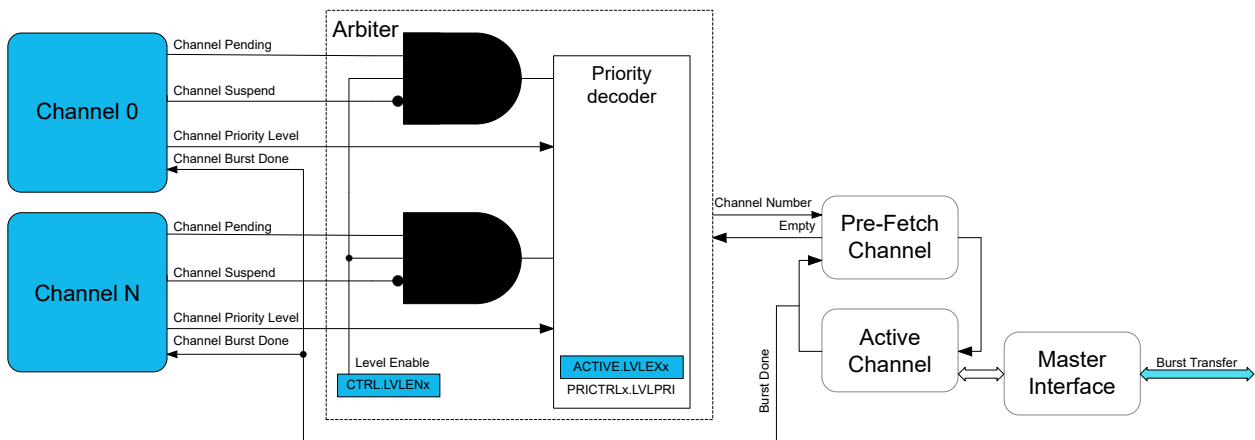 Arbiter
Channel 0
Channel Pending
Channel Suspend
Channel Priority Level
Channel Burst Done
Priority
decoder
Channel N
Channel Pending
Channel Suspend
Channel Priority Level
Channel Burst Done
Level Enable
CTRL.LVLENx
ACTIVE.LVLEXx
PRICTRLx.LVLPRI
Channel Number
Empty
Pre-Fetch
Channel
Burst Done
Active
Channel
Master
Interface
Burst Transfer